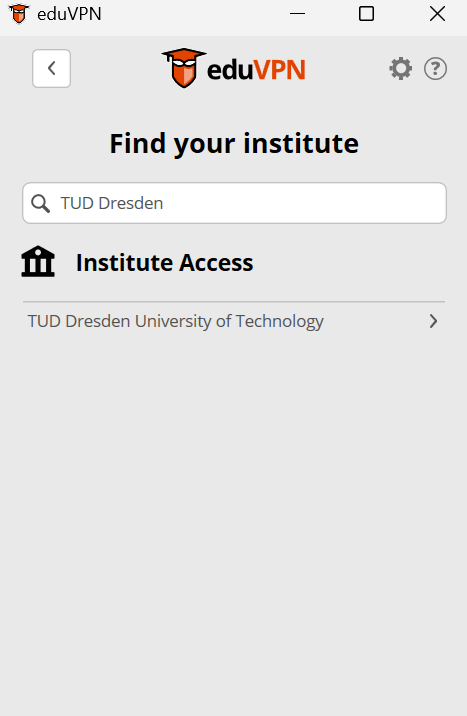 eduVPN
eduVPN
?
Find your institute
TUD Dresden
Institute Access
TUD Dresden University of Technology